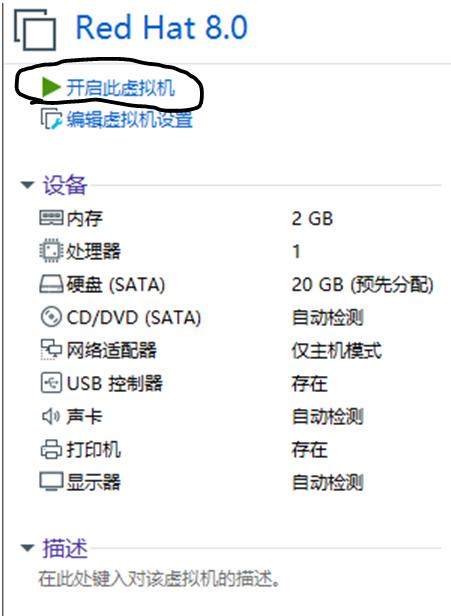 Red Hat 8.0
开启此虚拟机
编辑虚拟机设置
设备
内存 2 GB
处理器 1
硬盘 (SATA) 20 GB (预先分配)
CD/DVD (SATA) 自动检测
网络适配器 仅主机模式
USB 控制器 存在
声卡 自动检测
打印机 存在
显示器 自动检测
描述
在此处键入对该虚拟机的描述。